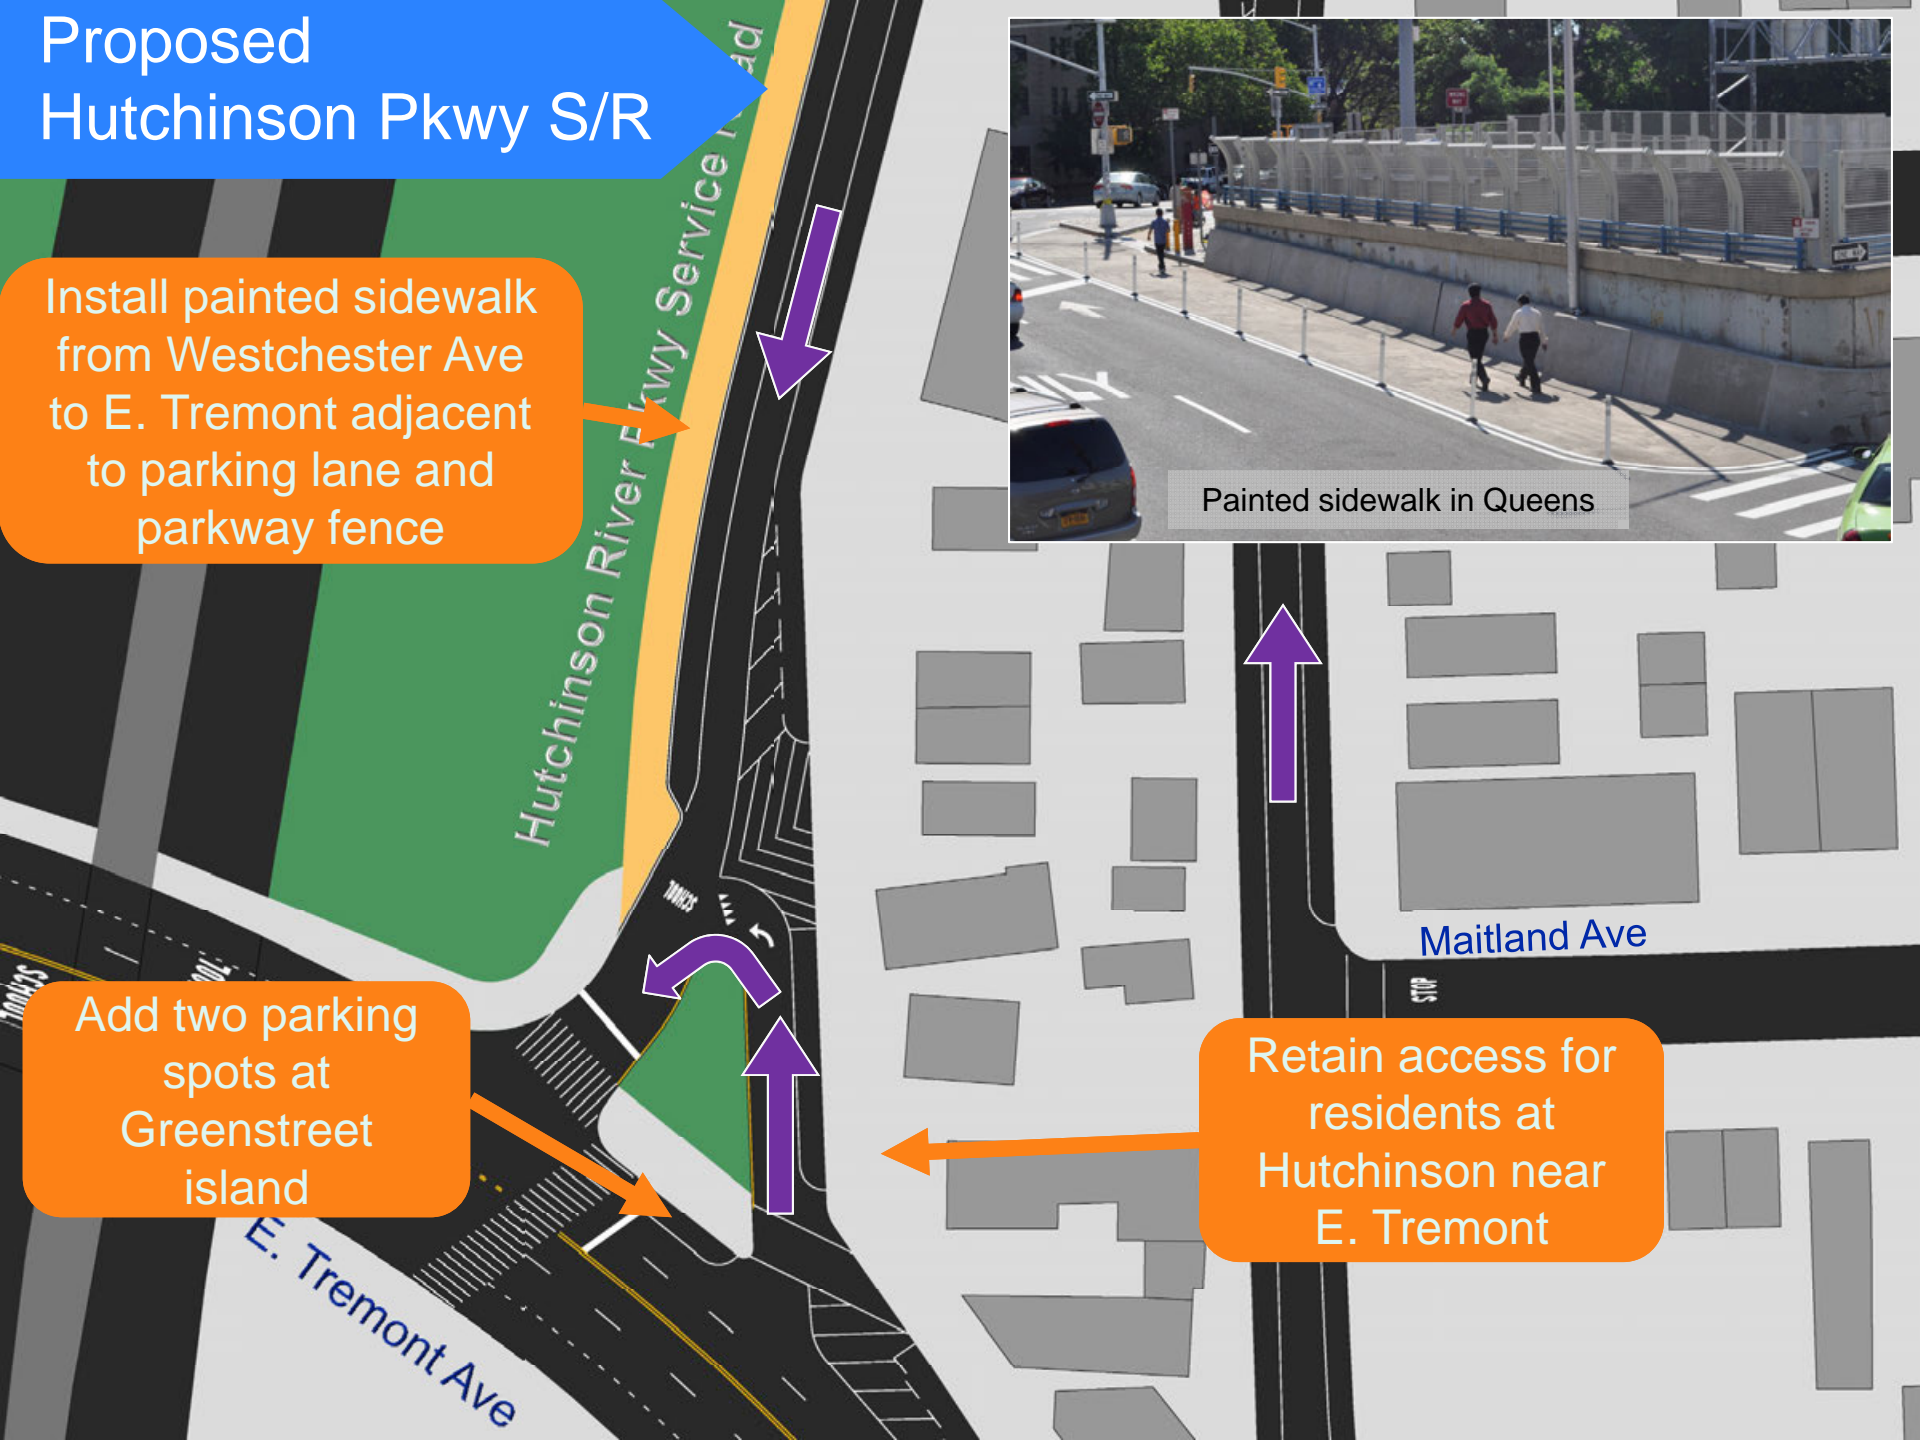 Proposed
Hutchinson Pkwy S/R
Hutchinson River Pkwy Service Road
Install painted sidewalk
from Westchester Ave
to E. Tremont adjacent
to parking lane and
parkway fence
Painted sidewalk in Queens
ONLY
SCHOOL
Maitland Ave
STOP
SCHOOL
Add two parking
spots at
Greenstreet
island
Retain access for
residents at
Hutchinson near
E. Tremont
E. Tremont Ave